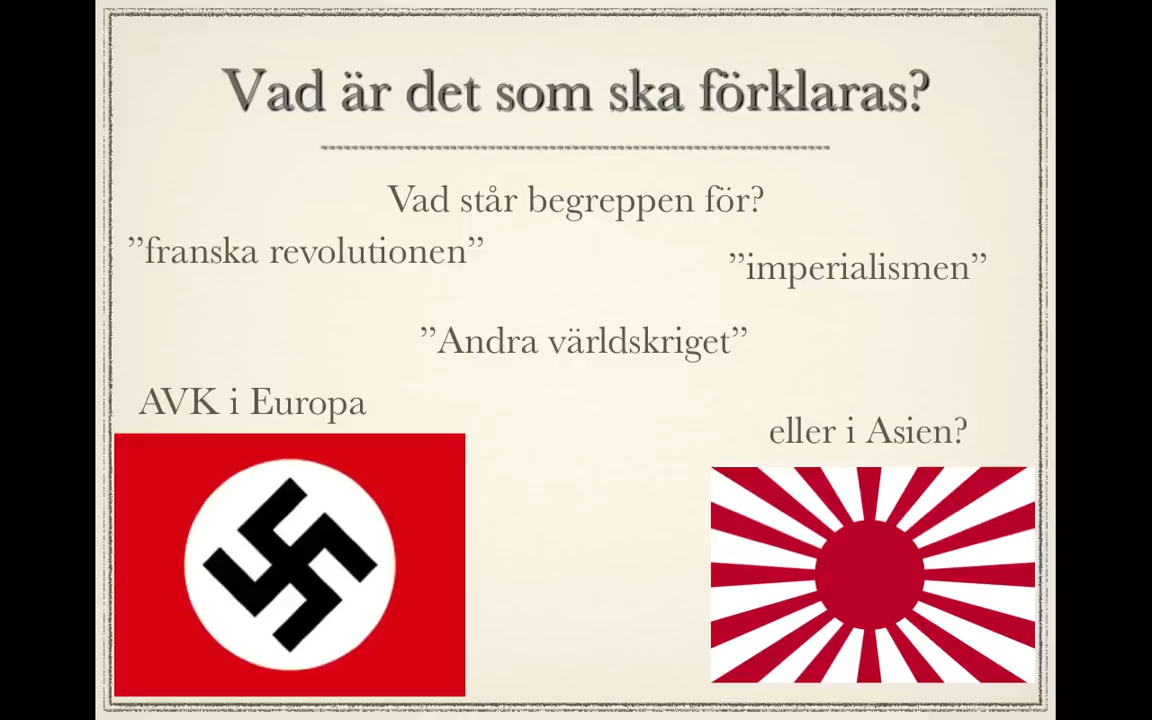 Vad är det som ska förklaras?
Vad står begreppen för?
”franska revolutionen”
”imperialismen”
”Andra världskriget”
AVK i Europa
eller i Asien?